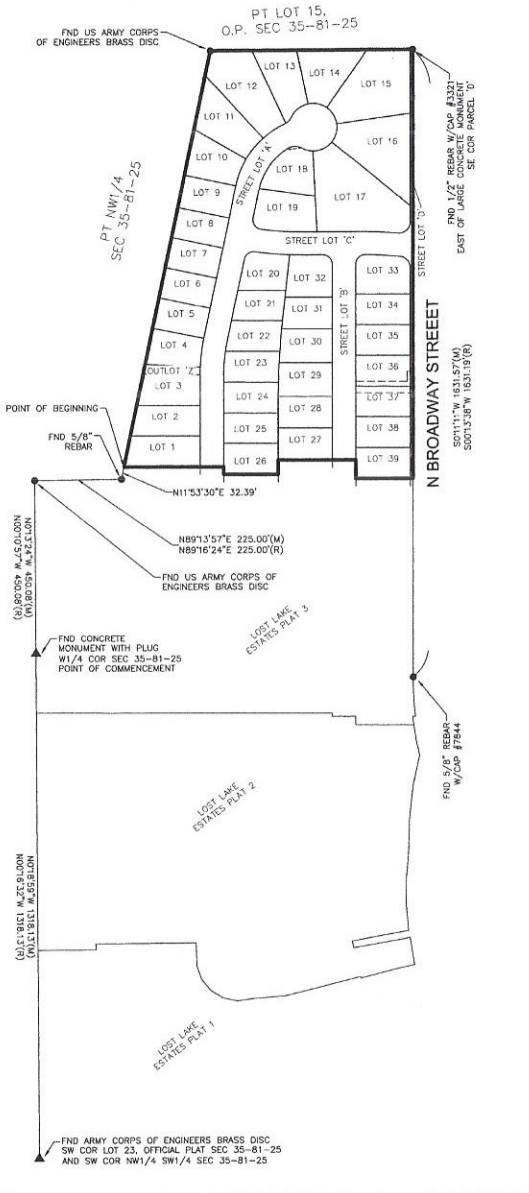 PT LOT 15,
O.P. SEC 35-81-25
FND US ARMY CORPS
OF ENGINEERS BRASS DISC
LOT 12
LOT 13
LOT 14
LOT 15
LOT 11
LOT 16
LOT 10
LOT 18
LOT 17
LOT 9
LOT 19
LOT 8
STREET LOT 'A'
STREET LOT 'C'
STREET LOT 'D'
PT NW1/4
SEC 35-81-25
FND 1/2" REBAR W/CAP #3321
EAST OF LARGE CONCRETE MONUMENT
SE COR PARCEL 'D'
LOT 7
LOT 6
LOT 5
LOT 4
OUTLOT 'Z'
LOT 3
LOT 2
LOT 1
LOT 20
LOT 21
LOT 22
LOT 23
LOT 24
LOT 25
LOT 26
LOT 32
LOT 31
LOT 30
LOT 29
LOT 28
LOT 27
STREET LOT 'B'
LOT 33
LOT 34
LOT 35
LOT 36
LOT 37
LOT 38
LOT 39
N BROADWAY STREEET
S0°11'11"W 1631.57'(M)
S00°13'38"W 1631.19'(R)
POINT OF BEGINNING
FND 5/8"
REBAR
N11°53'30"E 32.39'
N89°13'57"E 225.00'(M)
N89°16'24"E 225.00'(R)
FND US ARMY CORPS OF
ENGINEERS BRASS DISC
N0°13'24"W 450.08'(M)
N00°10'57"W 450.08'(R)
LOST LAKE
ESTATES PLAT 3
FND CONCRETE
MONUMENT WITH PLUG
W1/4 COR SEC 35-81-25
POINT OF COMMENCEMENT
FND 5/8" REBAR
W/CAP #7844
LOST LAKE
ESTATES PLAT 2
N0°18'59"W 1318.13'(M)
N00°16'32"W 1318.13'(R)
LOST LAKE
ESTATES PLAT 1
FND ARMY CORPS OF ENGINEERS BRASS DISC
SW COR LOT 23, OFFICIAL PLAT SEC 35-81-25
AND SW COR NW1/4 SW1/4 SEC 35-81-25